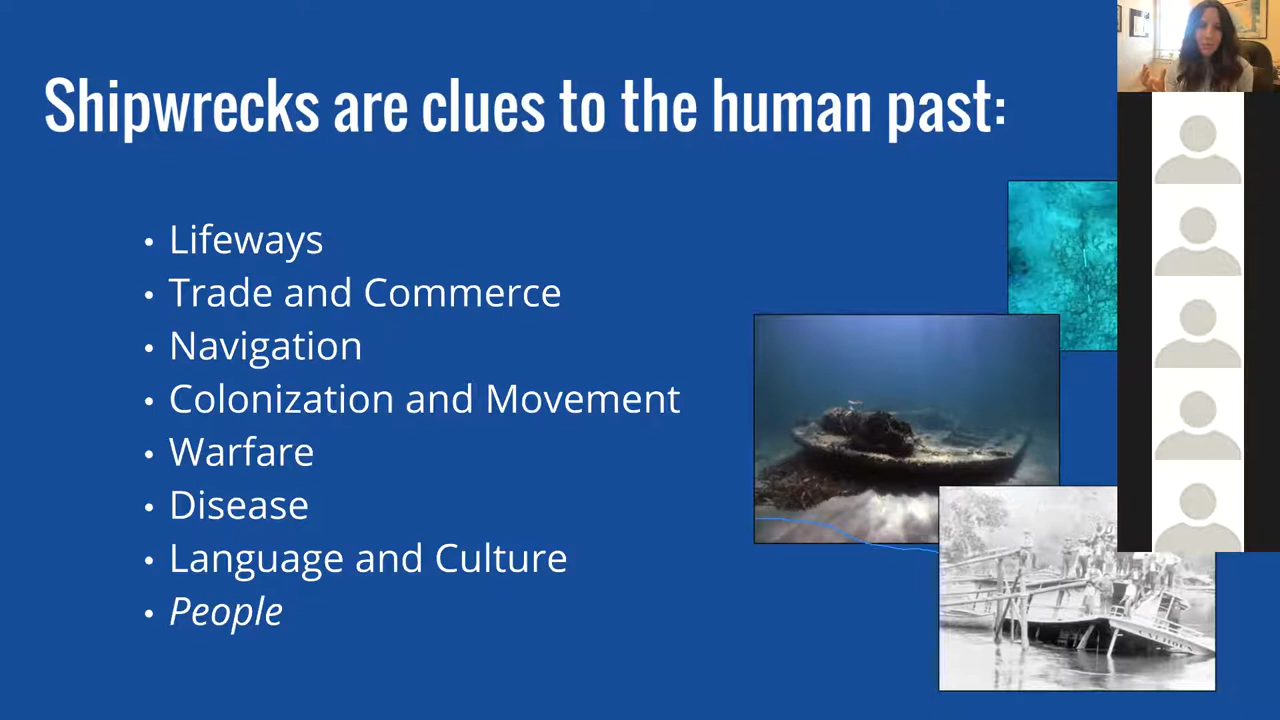 Shipwrecks are clues to the human past:
• Lifeways
• Trade and Commerce
• Navigation
• Colonization and Movement
• Warfare
• Disease
• Language and Culture
• People